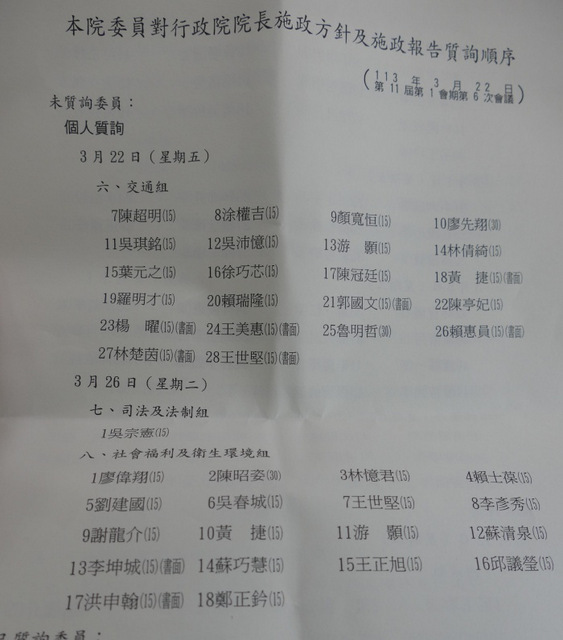 本院委員對行政院院長施政方針及施政報告質詢順序
(113年3月22日
第11屆第1會期第6次會議)
未質詢委員：
個人質詢
3月22日(星期五)
六、交通組
7陳超明(15) 8涂權吉(15) 9顏寬恒(15) 10廖先翔(30)
11吳琪銘(15) 12吳沛憶(15) 13游 顥(15) 14林倩綺(15)
15葉元之(15) 16徐巧芯(15) 17陳冠廷(15) 18黃 捷(15)(書面)
19羅明才(15) 20賴瑞隆(15) 21郭國文(15)(書面) 22陳亭妃(15)
23楊 曜(15)(書面) 24王美惠(15)(書面) 25魯明哲(30) 26賴惠員(15)(書面)
27林楚茵(15)(書面) 28王世堅(15)(書面)
3月26日(星期二)
七、司法及法制組
1吳宗憲(15)
八、社會福利及衛生環境組
1廖偉翔(15) 2陳昭姿(30) 3林憶君(15) 4賴士葆(15)
5劉建國(15) 6吳春城(15) 7王世堅(15) 8李彥秀(15)
9謝龍介(15) 10黃 捷(15) 11游 顥(15) 12蘇清泉(15)
13李坤城(15)(書面) 14蘇巧慧(15) 15王正旭(15) 16邱議瑩(15)
17洪申翰(15)(書面) 18鄭正鈐(15)
質詢委員：